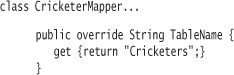 class CricketerMapper...
public override String TableName {
get {return "Cricketers";}
}